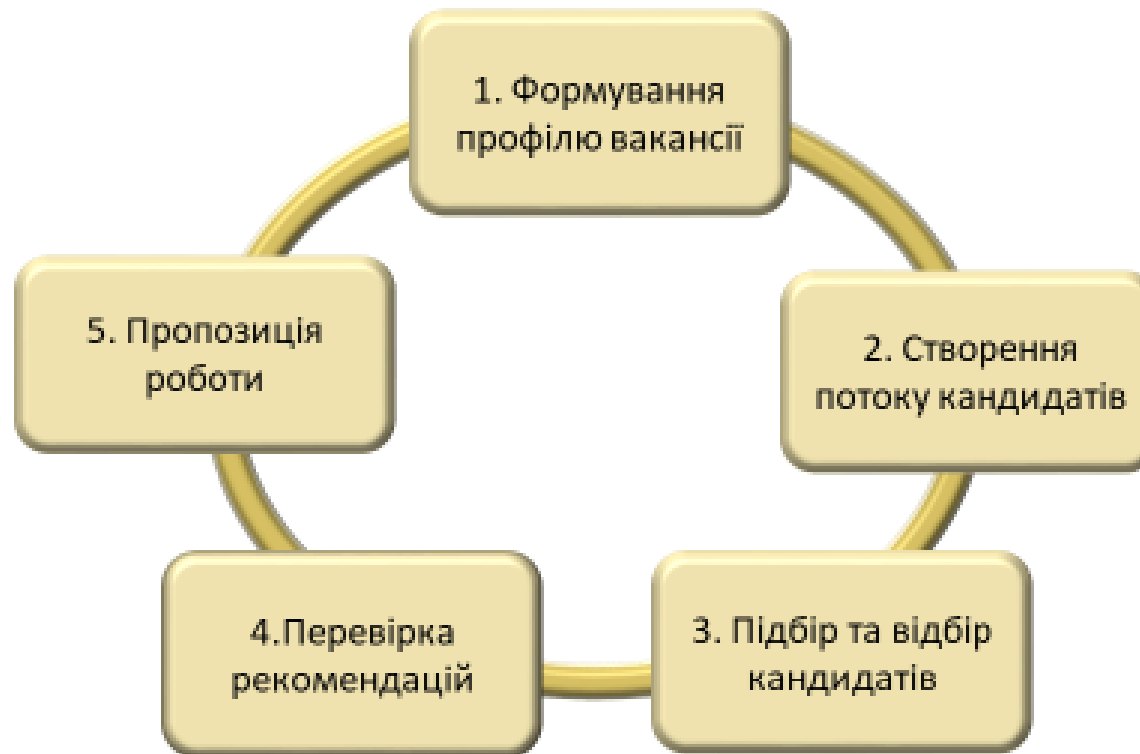 1. Формування
профілю вакансії
2. Створення
потоку кандидатів
3. Підбір та відбір
кандидатів
4.Перевірка
рекомендацій
5. Пропозиція
роботи